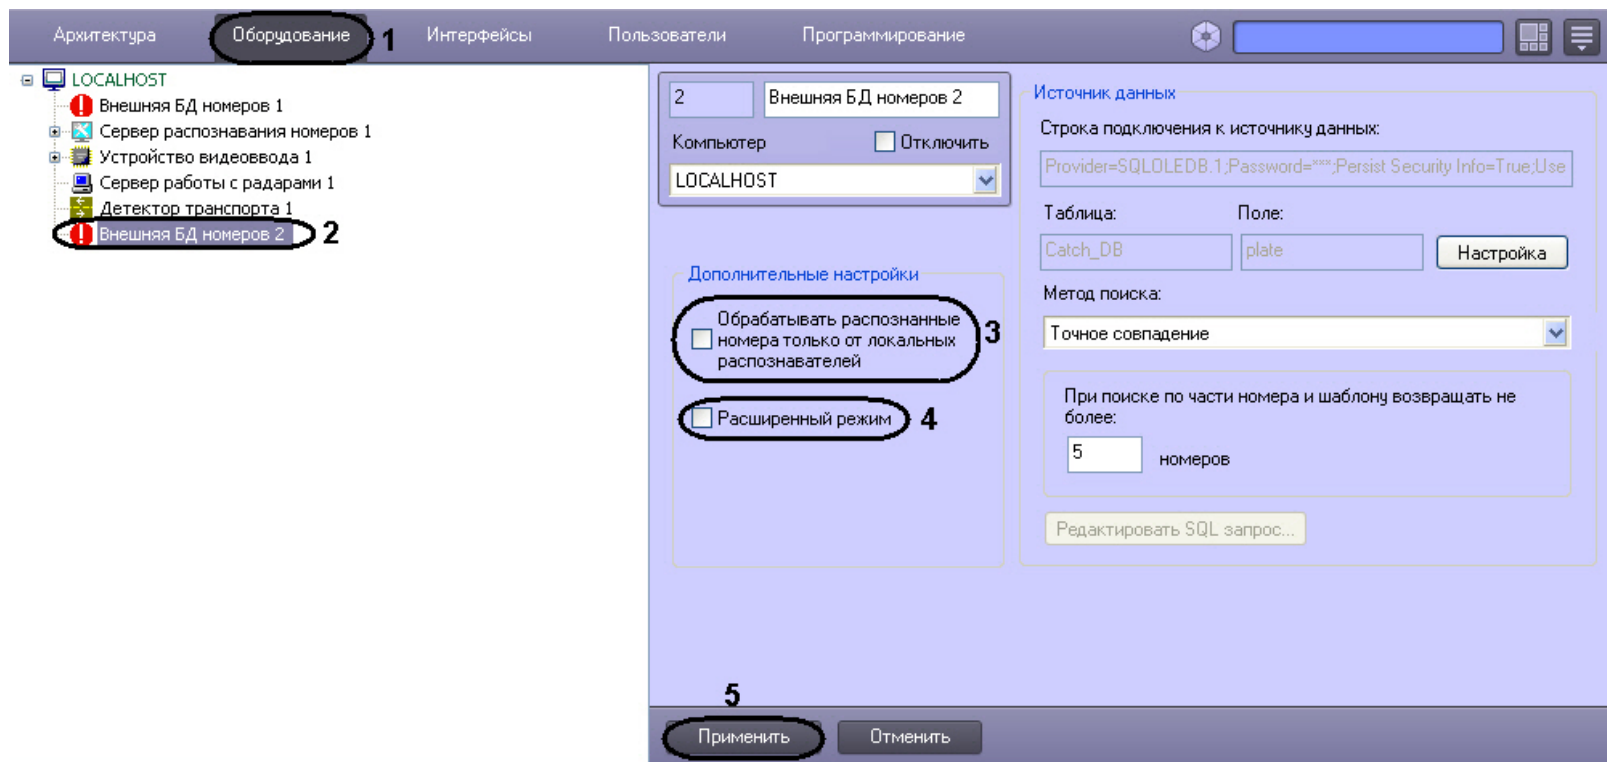 Архитектура Оборудование 1 Интерфейсы Пользователи Программирование
LOCALHOST
Внешняя БД номеров 1
Сервер распознавания номеров 1
Устройство видеоввода 1
Сервер работы с радарами 1
Детектор транспорта 1
Внешняя БД номеров 2 2
2 Внешняя БД номеров 2
Компьютер Отключить
LOCALHOST
Дополнительные настройки
Обрабатывать распознанные
номера только от локальных 3
распознавателей
Расширенный режим 4
Источник данных
Строка подключения к источнику данных:
Provider=SQLOLEDB.1;Password=***;Persist Security Info=True;Use
Таблица: Поле:
Catch_DB plate Настройка
Метод поиска:
Точное совпадение
При поиске по части номера и шаблону возвращать не
более:
5 номеров
Редактировать SQL запрос...
5
Применить Отменить